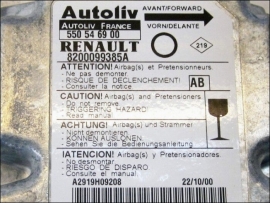 Autoliv
AVANT/FORWARD
Autoliv FRANCE
VORN/DELANTE
550 54 69 00
RENAULT
219
8200099385A
ATTENTION! Airbag(s) et Pretensionneurs.
- Ne pas demonter
- RISQUE DE DECLENCHEMENT!
- Consulter la notice
AB
CAUTION! Airbag(s) and Pretensioners
- Do not remove
- TRIGGERING HAZARD!
- Read manual
ACHTUNG! Airbag(s) und Straffer
- Nicht demontieren
- KÖNNEN AUSLÖSEN
- Sehen Sie die Bedienungsanleitung
!ATENCION! Airbag(s) y Pretensionadores.
- No desmontar
- RIESGO DE DISPARO
- Consulten el manual
A2919H09208
22/10/00